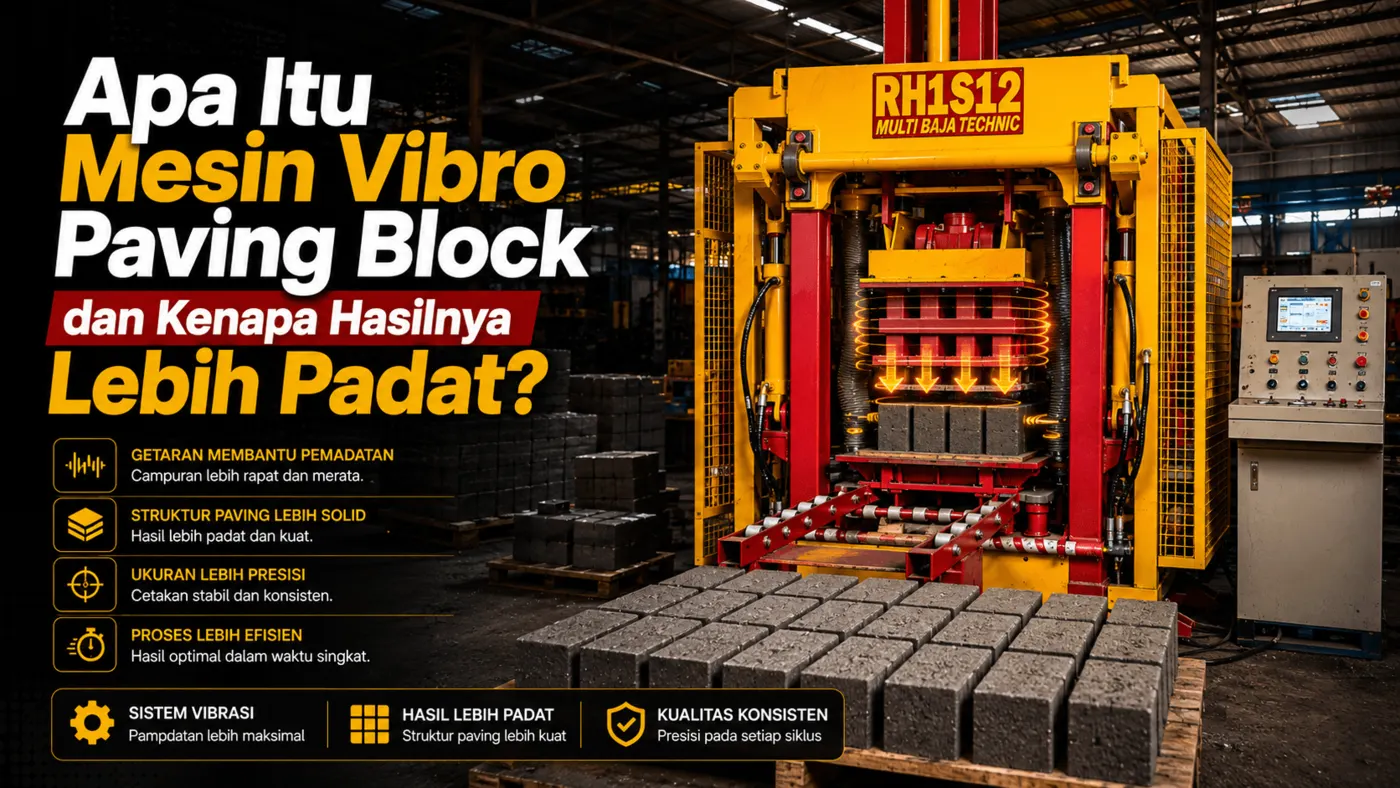 Apa Itu
Mesin Vibro
Paving Block
dan Kenapa Hasilnya
Lebih Padat?
GETARAN MEMBANTU PEMADATAN
Campuran lebih rapat dan merata.
STRUKTUR PAVING LEBIH SOLID
Hasil lebih padat dan kuat.
UKURAN LEBIH PRESISI
Cetakan stabil dan konsisten.
PROSES LEBIH EFISIEN
Hasil optimal dalam waktu singkat.
SISTEM VIBRASI
Pampdatan lebih maksimal
HASIL LEBIH PADAT
Struktur paving lebih kuat
KUALITAS KONSISTEN
Presisi pada setiap siklus
RH1S12
MULTI BAJA TECHNIC